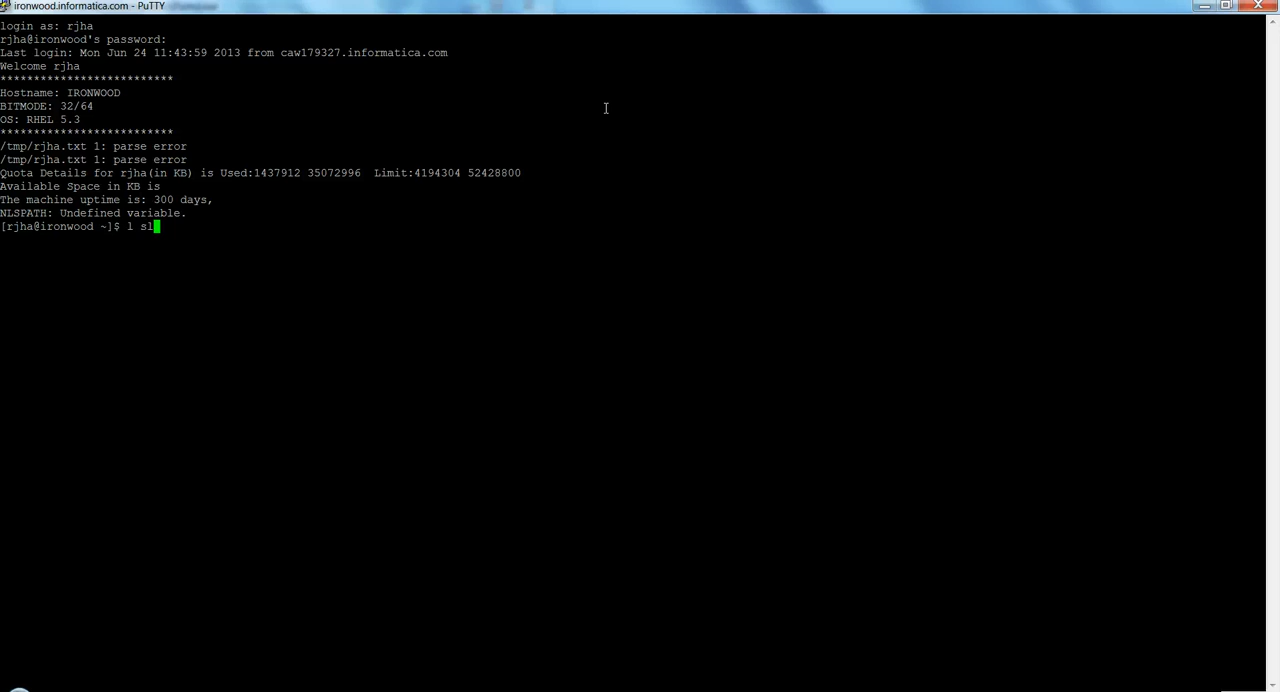 ironwood.informatica.com - PuTTY
login as: rjha
rjha@ironwood's password:
Last login: Mon Jun 24 11:43:59 2013 from caw179327.informatica.com
Welcome rjha
**************************
Hostname: IRONWOOD
BITMODE: 32/64
OS: RHEL 5.3
**************************
/tmp/rjha.txt 1: parse error
/tmp/rjha.txt 1: parse error
Quota Details for rjha(in KB) is Used:1437912 35072996  Limit:4194304 52428800
Available Space in KB is
The machine uptime is: 300 days,
NLSPATH: Undefined variable.
[rjha@ironwood ~]$ l sl